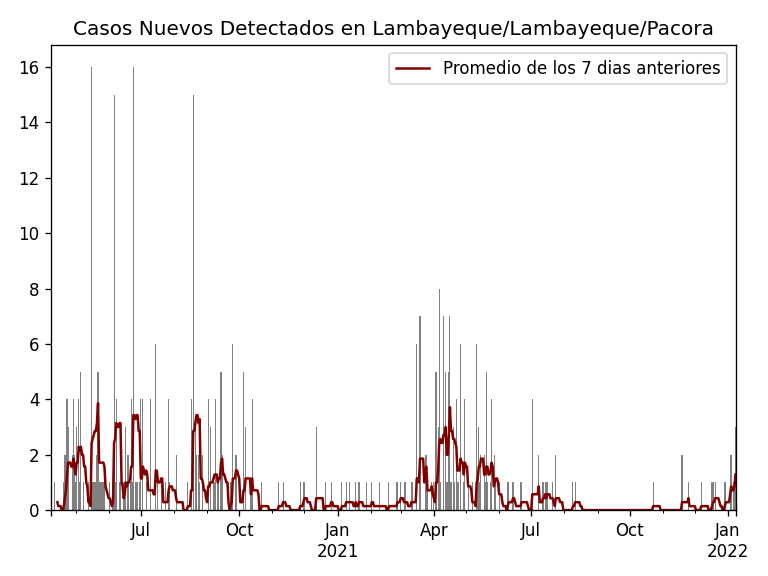 Casos Nuevos Detectados en Lambayeque/Lambayeque/Pacora
Promedio de los 7 dias anteriores
16
14
12
10
8
6
4
2
0
Jul
Oct
Jan
2021
Apr
Jul
Oct
Jan
2022